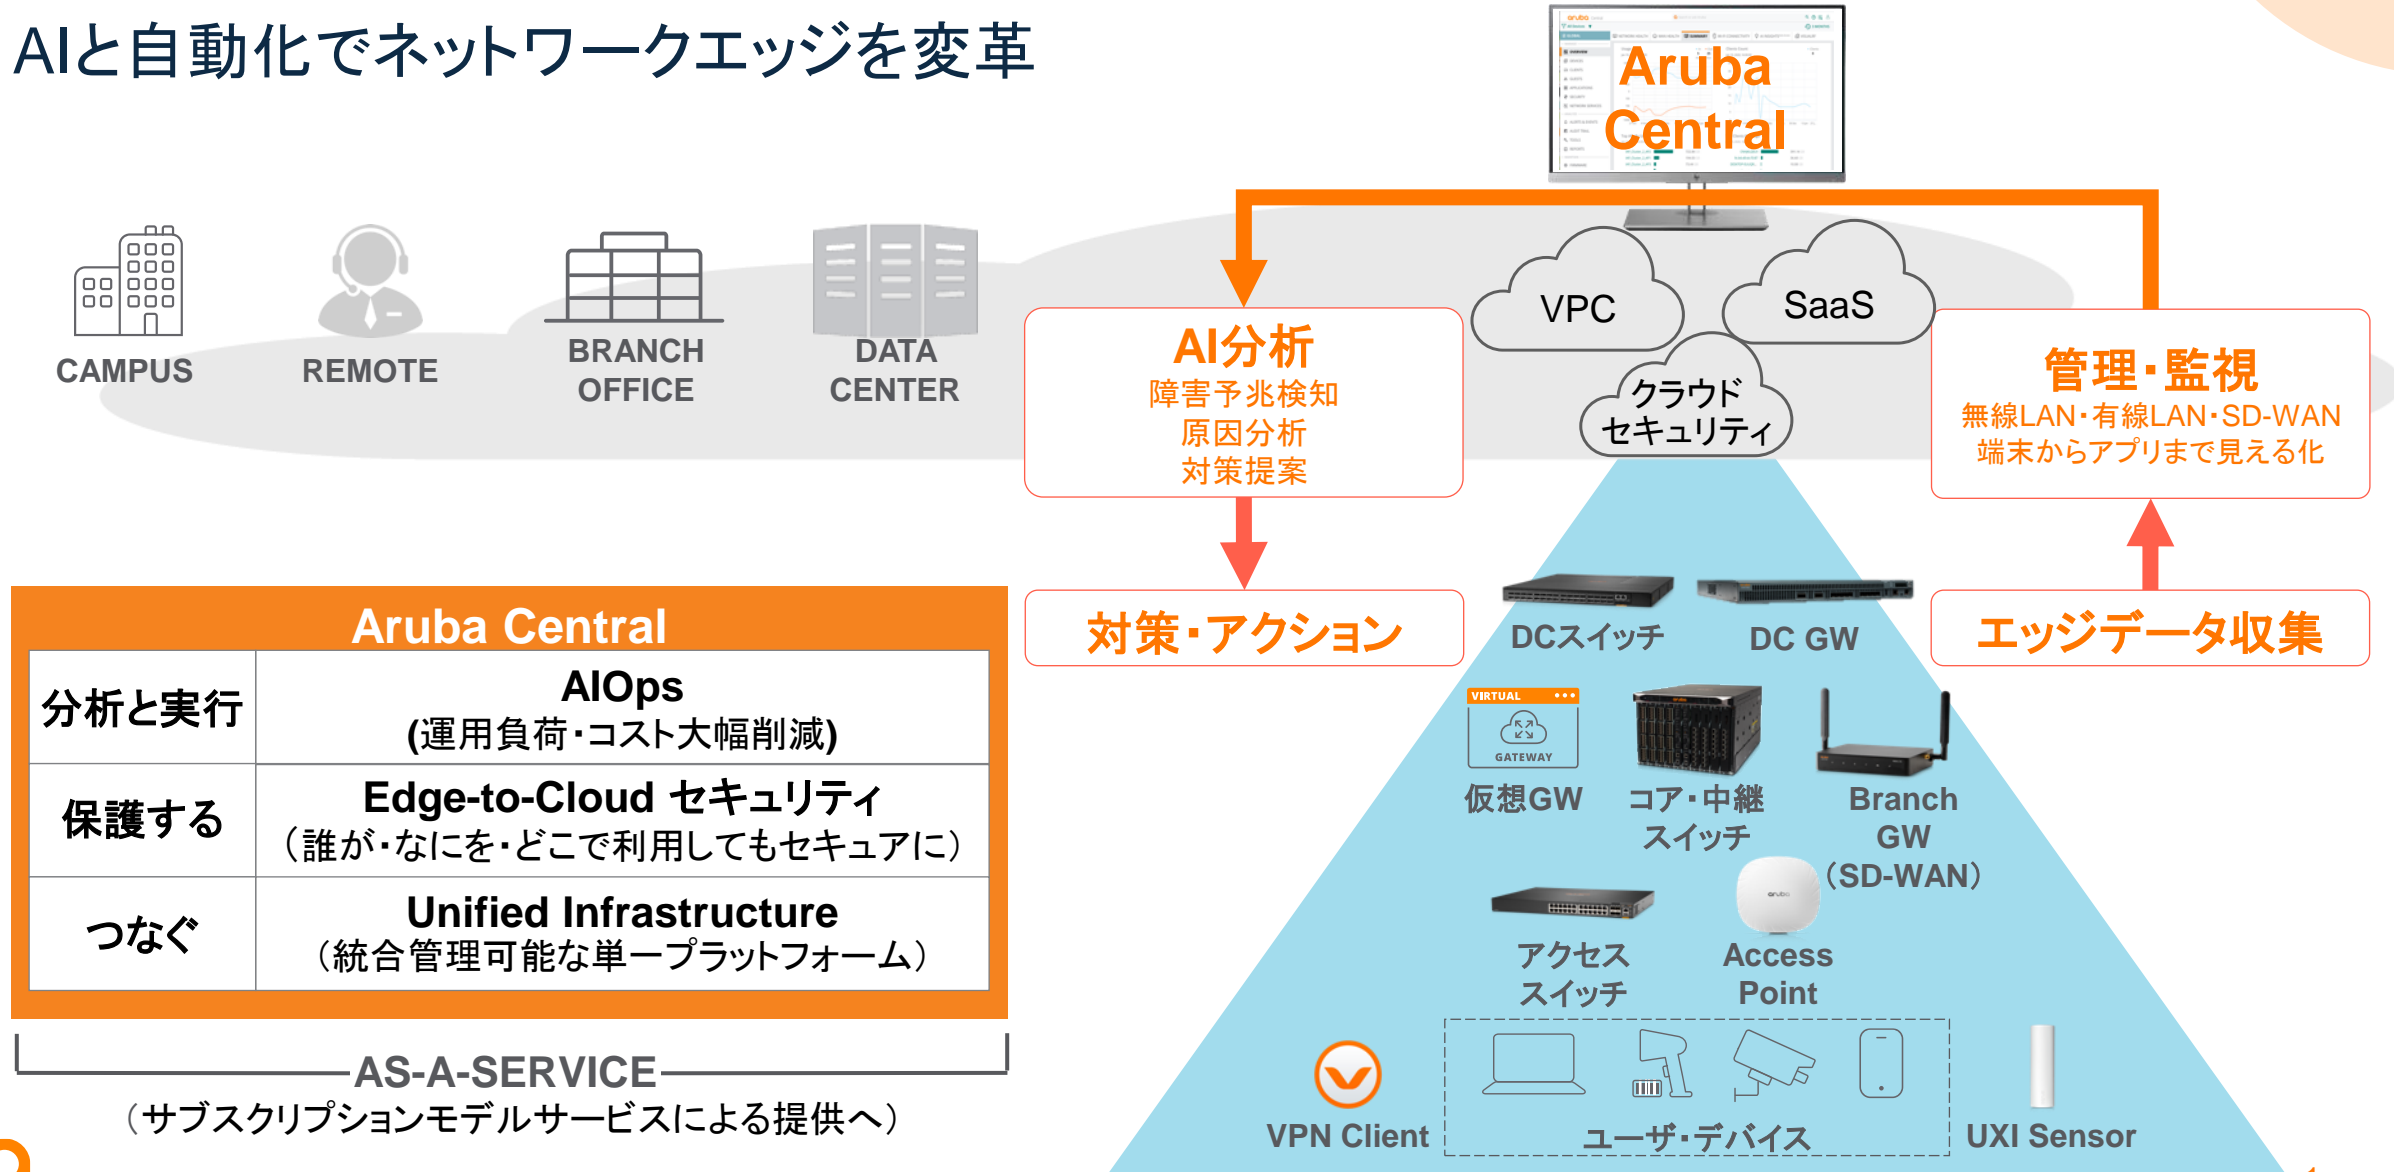 AIと自動化でネットワークエッジを変革
Aruba
Central
CAMPUS
REMOTE
BRANCH
OFFICE
DATA
CENTER
AI分析
障害予兆検知
原因分析
対策提案
VPC
SaaS
クラウド
セキュリティ
管理・監視
無線LAN・有線LAN・SD-WAN
端末からアプリまで見える化
対策・アクション
エッジデータ収集
Aruba Central
分析と実行
AIOps
(運用負荷・コスト大幅削減)
保護する
Edge-to-Cloud セキュリティ
（誰が・なにを・どこで利用してもセキュアに）
つなぐ
Unified Infrastructure
（統合管理可能な単一プラットフォーム）
AS-A-SERVICE
（サブスクリプションモデルサービスによる提供へ）
DCスイッチ
DC GW
VIRTUAL
GATEWAY
仮想GW
コア・中継
スイッチ
Branch
GW
（SD-WAN）
aruba
アクセス
スイッチ
Access
Point
VPN Client
ユーザ・デバイス
UXI Sensor